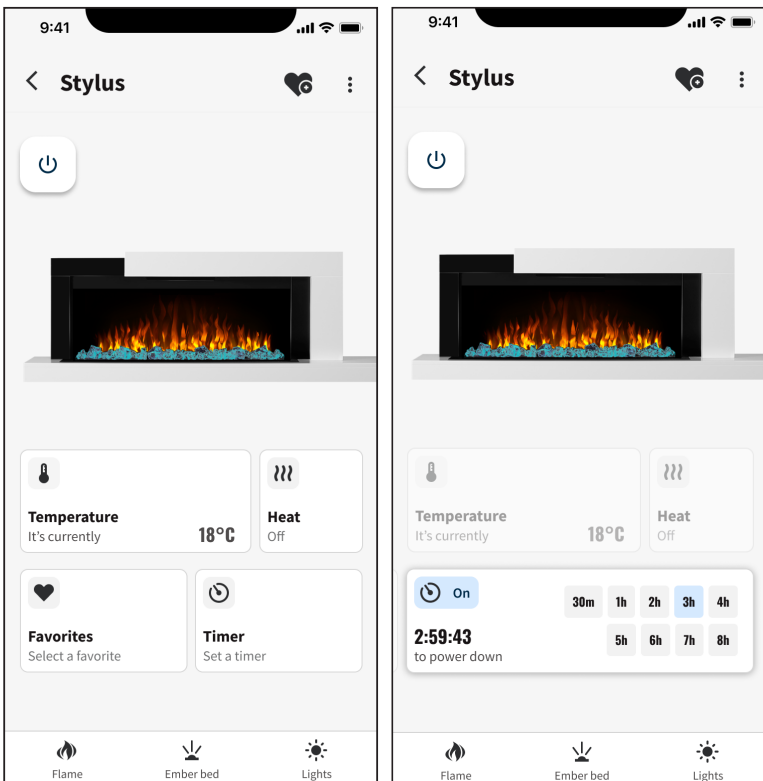 9:41
Stylus
Temperature
It's currently
18°C
Heat
Off
Favorites
Select a favorite
Timer
Set a timer
Flame
Ember bed
Lights
9:41
Stylus
Temperature
It's currently
18°C
Heat
Off
On
30m 1h 2h 3h 4h
2:59:43
to power down
5h 6h 7h 8h
Flame
Ember bed
Lights